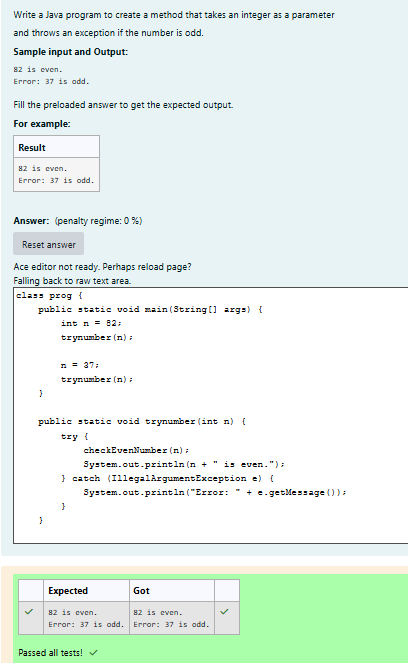 Write a Java program to create a method that takes an integer as a parameter
and throws an exception if the number is odd.
Sample input and Output:
82 is even.
Error: 37 is odd.
Fill the preloaded answer to get the expected output.
For example:
Result
82 is even.
Error: 37 is odd.
Answer: (penalty regime: 0 %)
Reset answer
Ace editor not ready. Perhaps reload page?
Falling back to raw text area.
class prog {
    public static void main(String[] args) {
        int n = 82;
        trynumber(n);

        n = 37;
        trynumber(n);
    }

    public static void trynumber(int n) {
        try {
            checkEvenNumber(n);
            System.out.println(n + " is even.");
        } catch (IllegalArgumentException e) {
            System.out.println("Error: " + e.getMessage());
        }
    }
Expected Got
✓ 82 is even. 82 is even. ✓
Error: 37 is odd. Error: 37 is odd.
Passed all tests! ✓